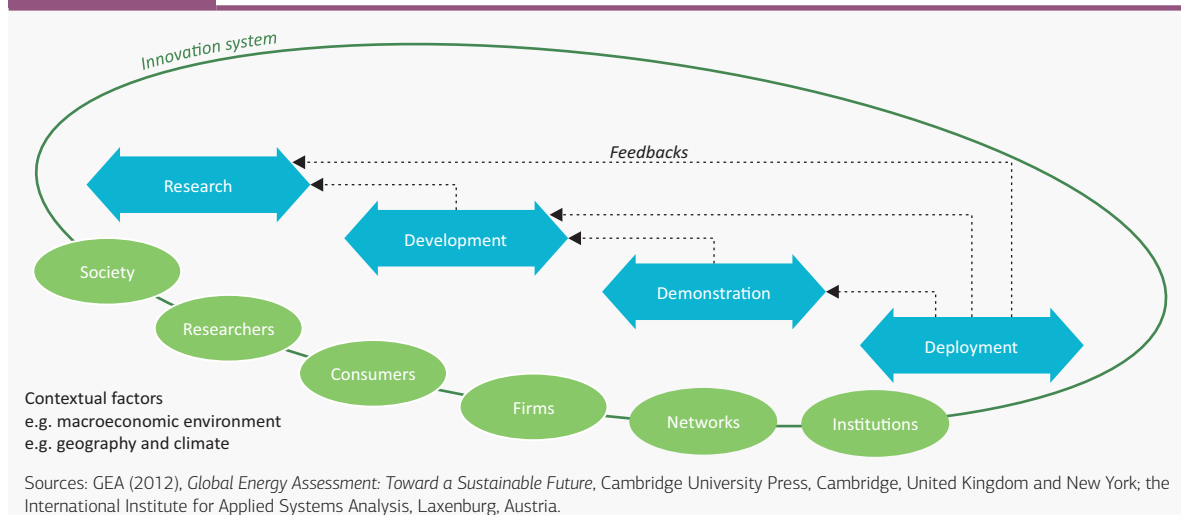 Innovation system
Feedbacks
Research
Development
Demonstration
Deployment
Society
Researchers
Consumers
Firms
Networks
Institutions
Contextual factors
e.g. macroeconomic environment
e.g. geography and climate
Sources: GEA (2012), Global Energy Assessment: Toward a Sustainable Future, Cambridge University Press, Cambridge, United Kingdom and New York; the
International Institute for Applied Systems Analysis, Laxenburg, Austria.